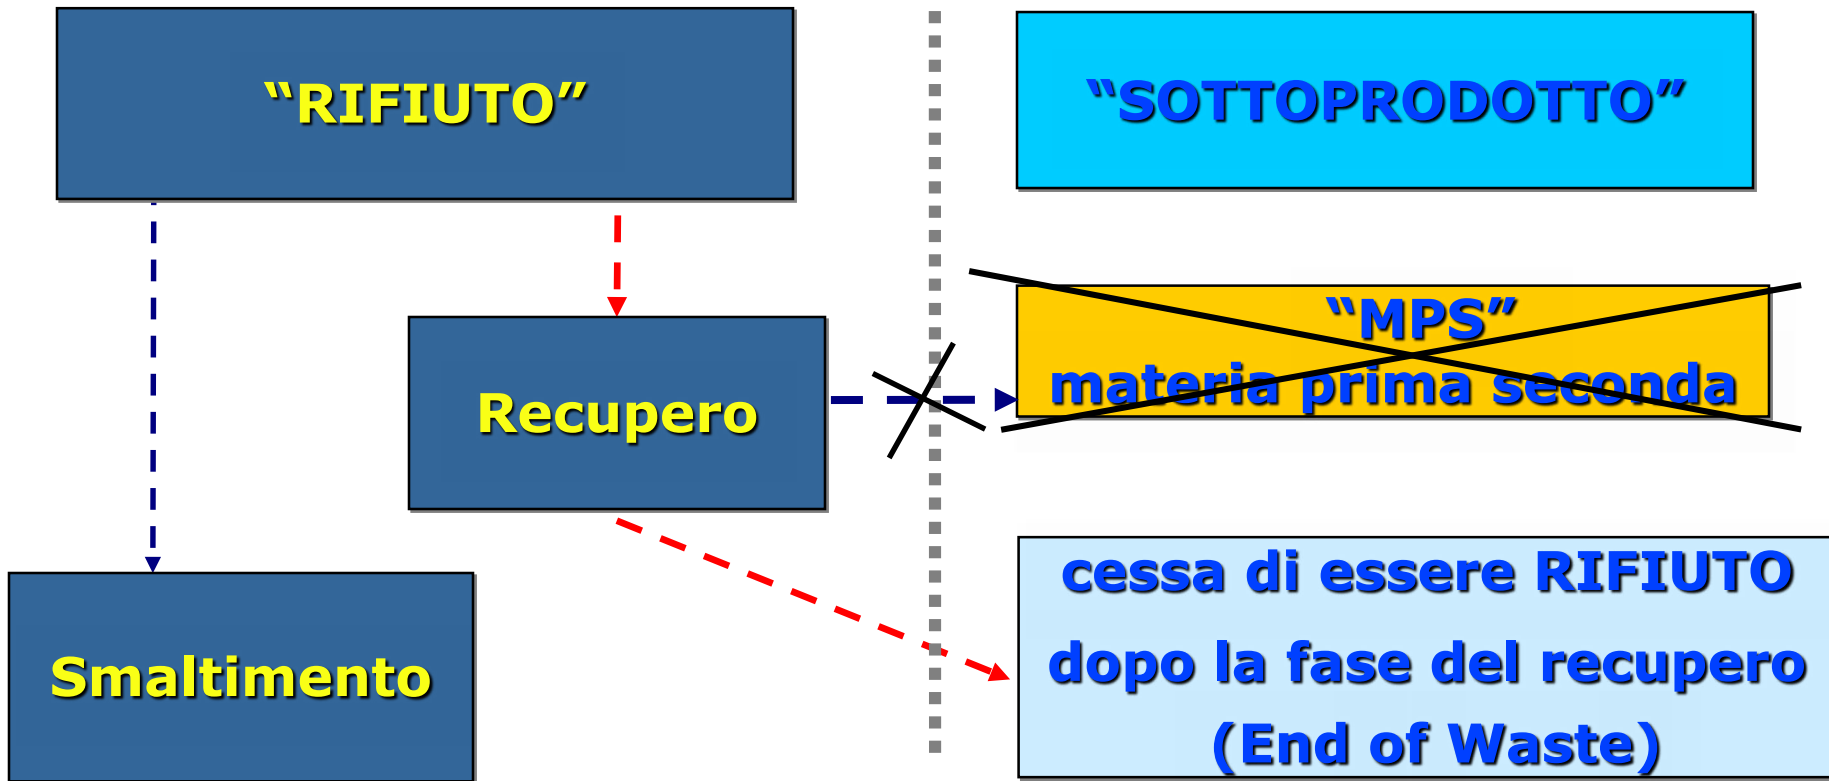 “RIFIUTO”
“SOTTOPRODOTTO”
“MPS”
materia prima seconda
Recupero
Smaltimento
cessa di essere RIFIUTO
dopo la fase del recupero
(End of Waste)